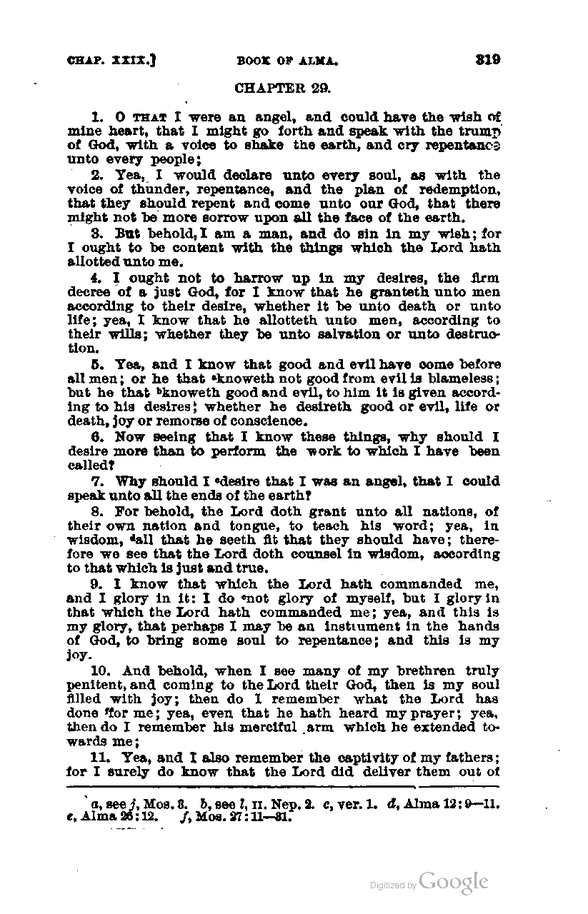 CHAP. XXIX.] BOOK OF ALMA. 319
CHAPTER 29.
1. O THAT I were an angel, and could have the wish of
mine heart, that I might go forth and speak with the trump
of God, with a voice to shake the earth, and cry repentance
unto every people;
2. Yea, I would declare unto every soul, as with the
voice of thunder, repentance, and the plan of redemption,
that they should repent and come unto our God, that there
might not be more sorrow upon all the face of the earth.
3. But behold, I am a man, and do sin in my wish; for
I ought to be content with the things which the Lord hath
allotted unto me.
4. I ought not to harrow up in my desires, the firm
decree of a just God, for I know that he granteth unto men
according to their desire, whether it be unto death or unto
life; yea, I know that he allotteth unto men, according to
their wills; whether they be unto salvation or unto destruc-
tion.
5. Yea, and I know that good and evil have come before
all men; or he that ᵃknoweth not good from evil is blameless;
but he that ᵇknoweth good and evil, to him it is given accord-
ing to his desires; whether he desireth good or evil, life or
death, joy or remorse of conscience.
6. Now seeing that I know these things, why should I
desire more than to perform the work to which I have been
called?
7. Why should I ᶜdesire that I was an angel, that I could
speak unto all the ends of the earth?
8. For behold, the Lord doth grant unto all nations, of
their own nation and tongue, to teach his word; yea, in
wisdom, ᵈall that he seeth fit that they should have; there-
fore we see that the Lord doth counsel in wisdom, according
to that which is just and true.
9. I know that which the Lord hath commanded me,
and I glory in it: I do ᵉnot glory of myself, but I glory in
that which the Lord hath commanded me; yea, and this is
my glory, that perhaps I may be an instrument in the hands
of God, to bring some soul to repentance; and this is my
joy.
10. And behold, when I see many of my brethren truly
penitent, and coming to the Lord their God, then is my soul
filled with joy; then do I remember what the Lord has
done ᶠfor me; yea, even that he hath heard my prayer; yea,
then do I remember his merciful arm which he extended to-
wards me;
11. Yea, and I also remember the captivity of my fathers;
for I surely do know that the Lord did deliver them out of
a, see j, Mos. 3. b, see l, II. Nep. 2. c, ver. 1. d, Alma 12:9—11.
e, Alma 26:12. f, Mos. 27:11—31.
Digitized by Google